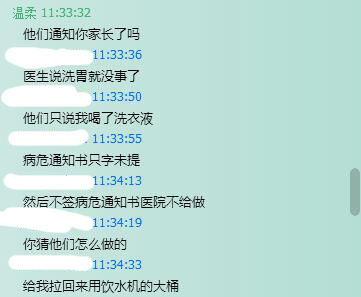 温柔 11:33:32
他们通知你家长了吗
11:33:36
医生说洗胃就没事了
11:33:50
他们只说我喝了洗衣液
11:33:55
病危通知书只字未提
11:34:13
然后不签病危通知书医院不给做
11:34:19
你猜他们怎么做的
11:34:33
给我拉回来用饮水机的大桶